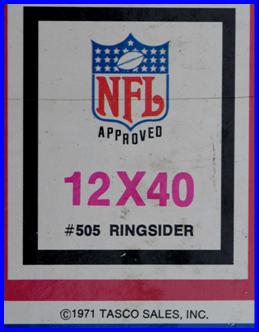 NFL
APPROVED
12X40
#505 RINGSIDER
©1971 TASCO SALES, INC.